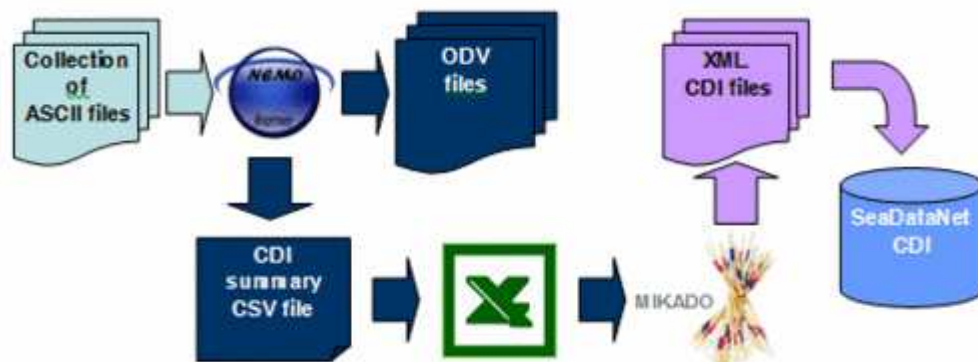 Collection
of
ASCII files
NEMO
ODV
files
XML
CDI files
SeaDataNet
CDI
CDI
summary
CSV file
MIKADO